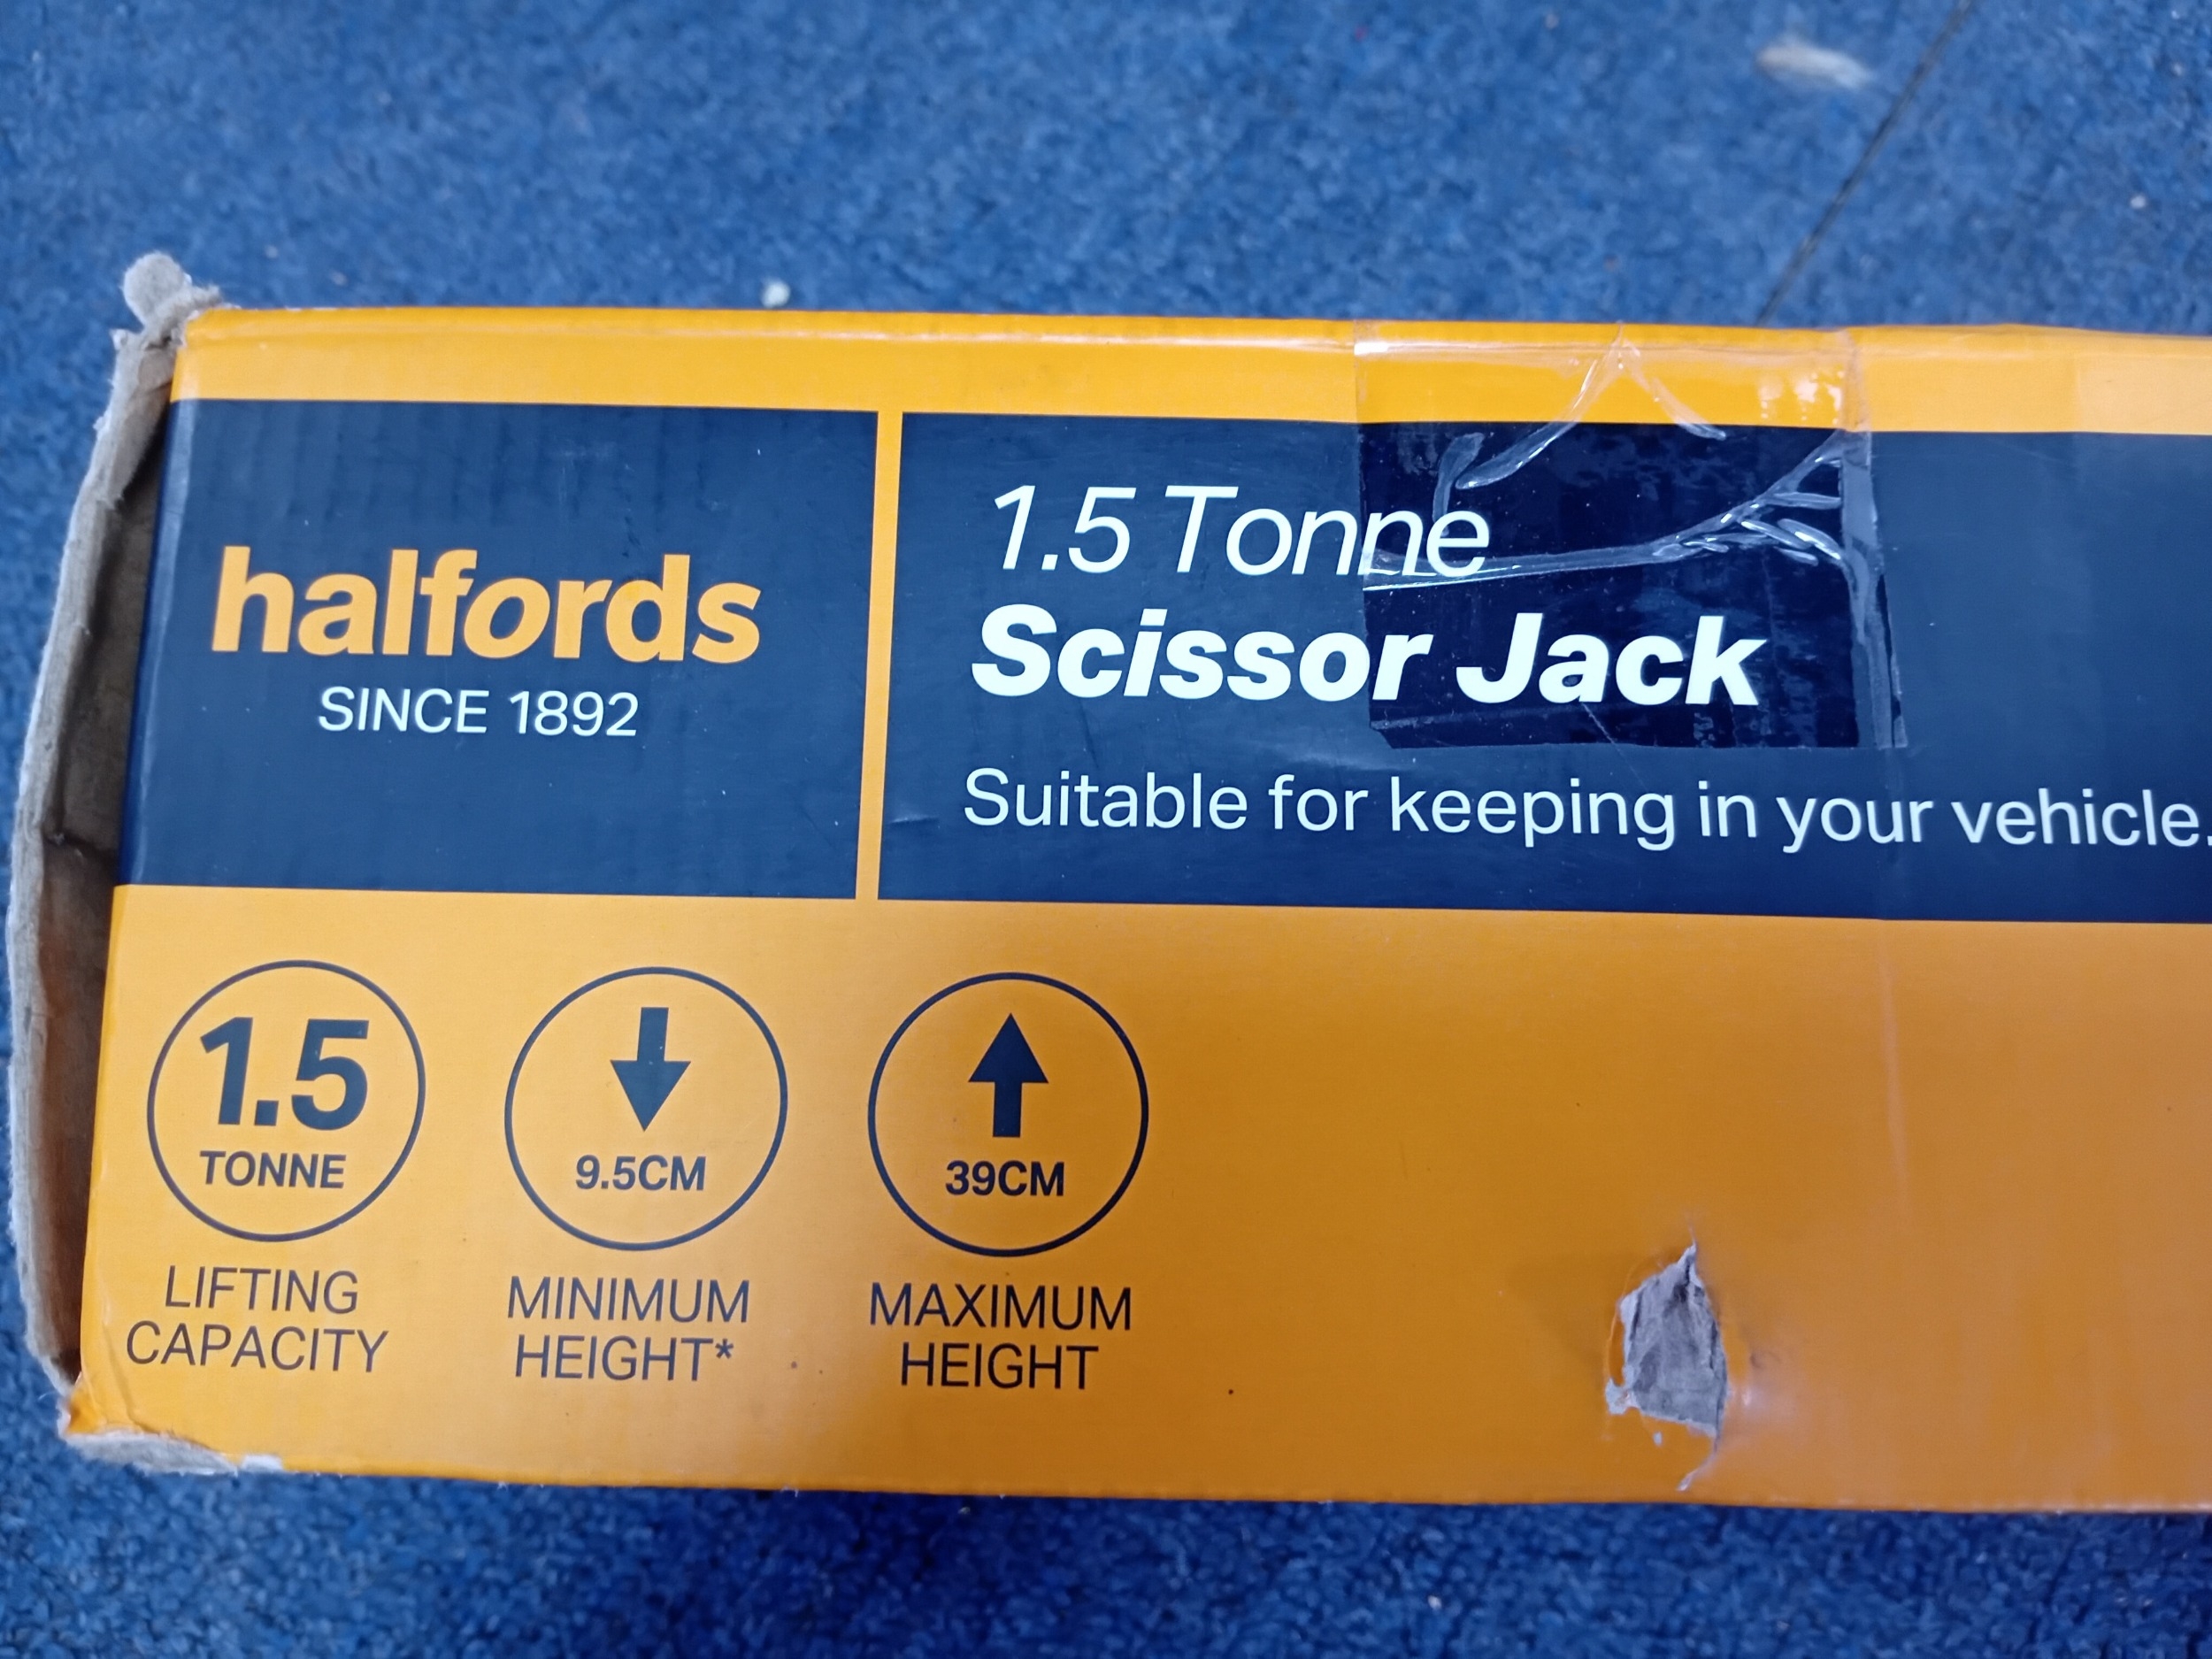 halfords
SINCE 1892
1.5 Tonne
Scissor Jack
Suitable for keeping in your vehicle.
1.5
TONNE
LIFTING
CAPACITY
9.5CM
MINIMUM
HEIGHT*
39CM
MAXIMUM
HEIGHT